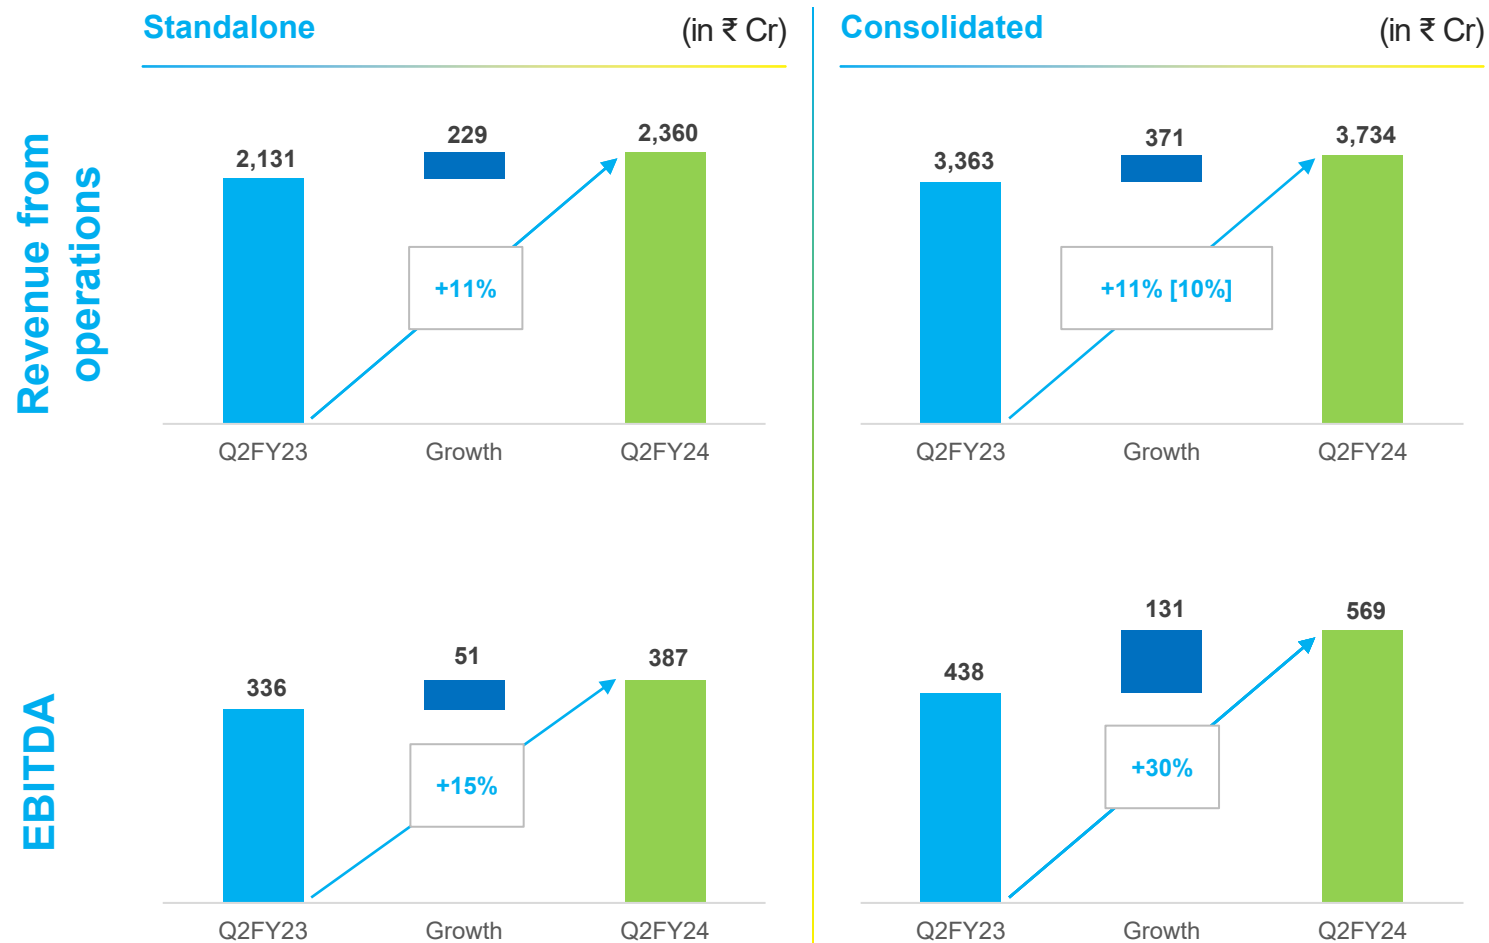 Standalone
(in ₹ Cr)
Consolidated
(in ₹ Cr)
Revenue from
operations
2,131
229
2,360
+11%
Q2FY23
Growth
Q2FY24
3,363
371
3,734
+11% [10%]
Q2FY23
Growth
Q2FY24
EBITDA
336
51
387
+15%
Q2FY23
Growth
Q2FY24
438
131
569
+30%
Q2FY23
Growth
Q2FY24